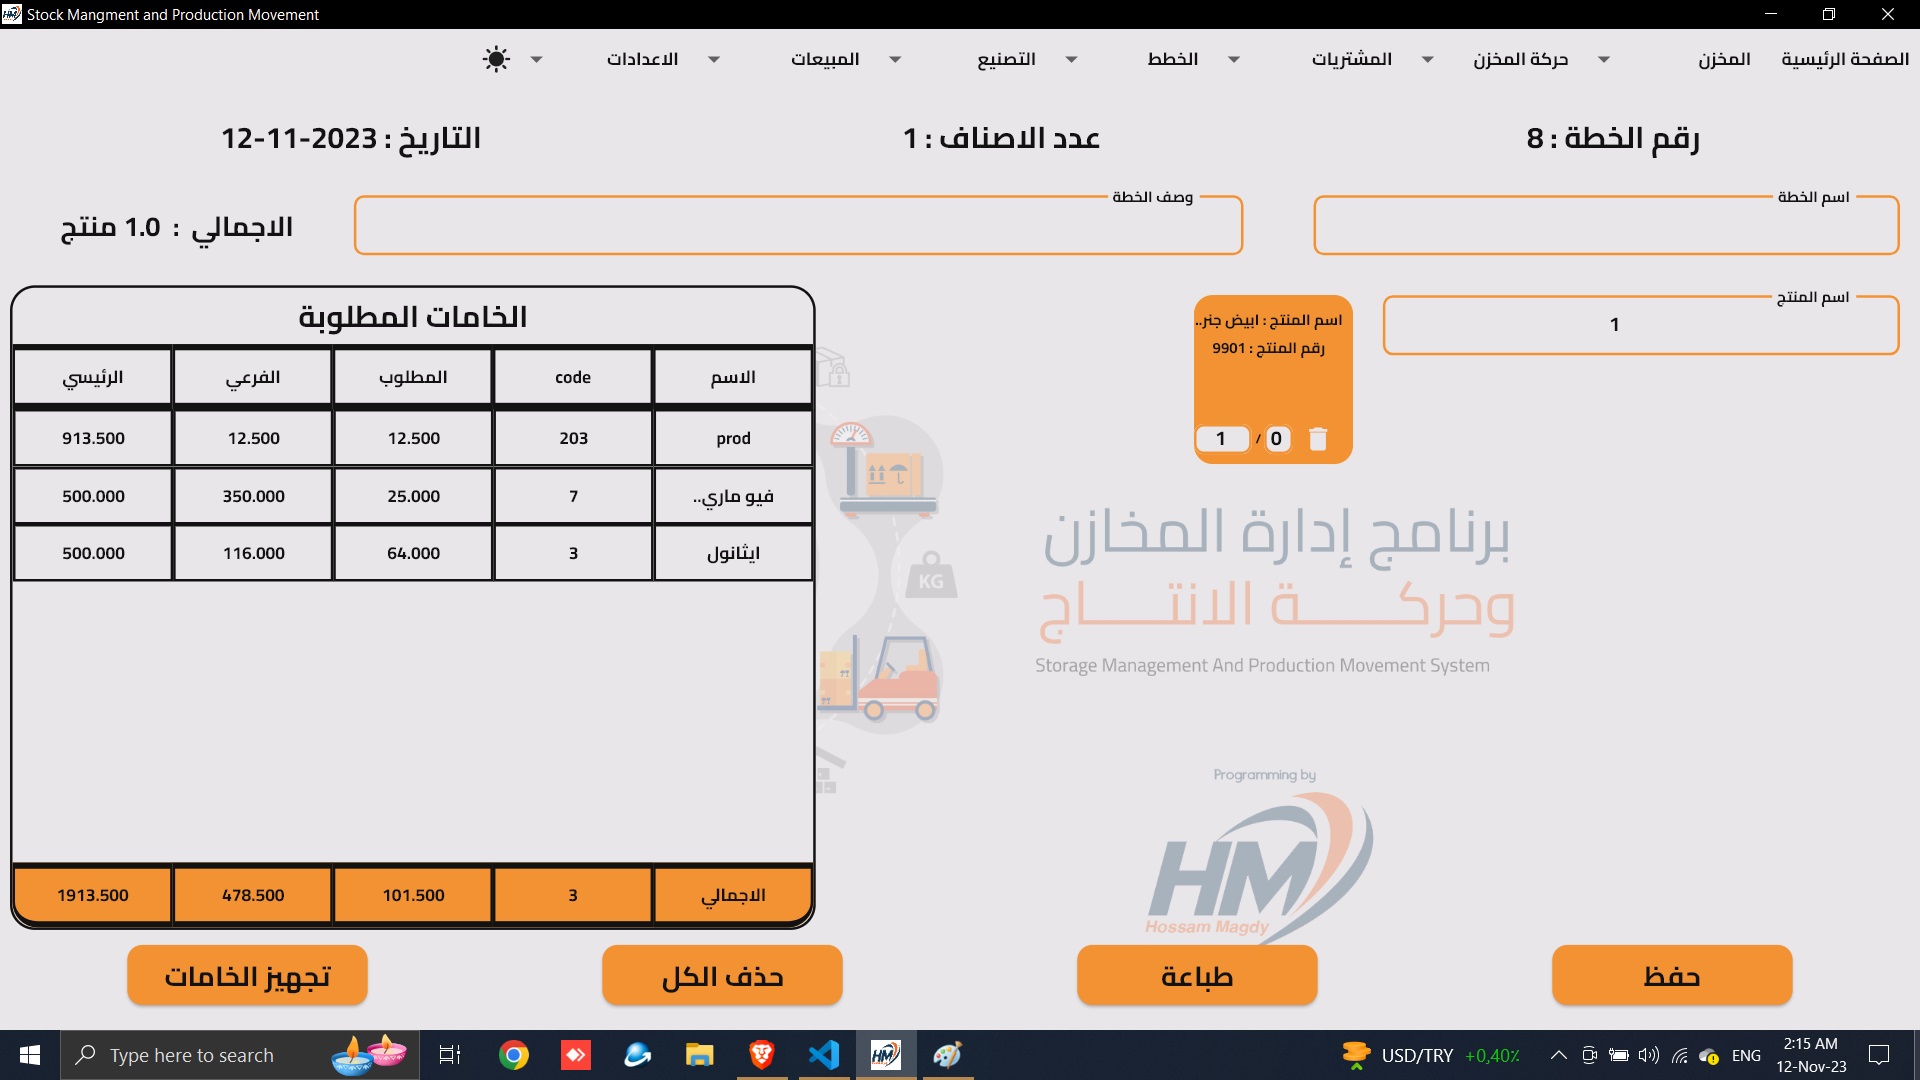 Stock Mangment and Production Movement
الصفحة الرئيسية المخزن حركة المخزن المشتريات الخطط التصنيع المبيعات الاعدادات
رقم الخطة : 8 عدد الاصناف : 1 التاريخ : 2023-11-12
اسم الخطة
وصف الخطة
الاجمالي : 1.0 منتج
اسم المنتج
1
اسم المنتج : ابيض جنر..
رقم المنتج : 9901
1 / 0
الخامات المطلوبة
الاسم code المطلوب الفرعي الرئيسي
prod 203 12.500 12.500 913.500
فيو ماري.. 7 25.000 350.000 500.000
ايثانول 3 64.000 116.000 500.000
الاجمالي 3 101.500 478.500 1913.500
KG
برنامج إدارة المخازن
وحركة الانتاج
Storage Management And Production Movement System
Programming by
HM
Hossam Magdy
حفظ طباعة حذف الكل تجهيز الخامات
Type here to search
HM
USD/TRY +0,40%
ENG
2:15 AM
12-Nov-23